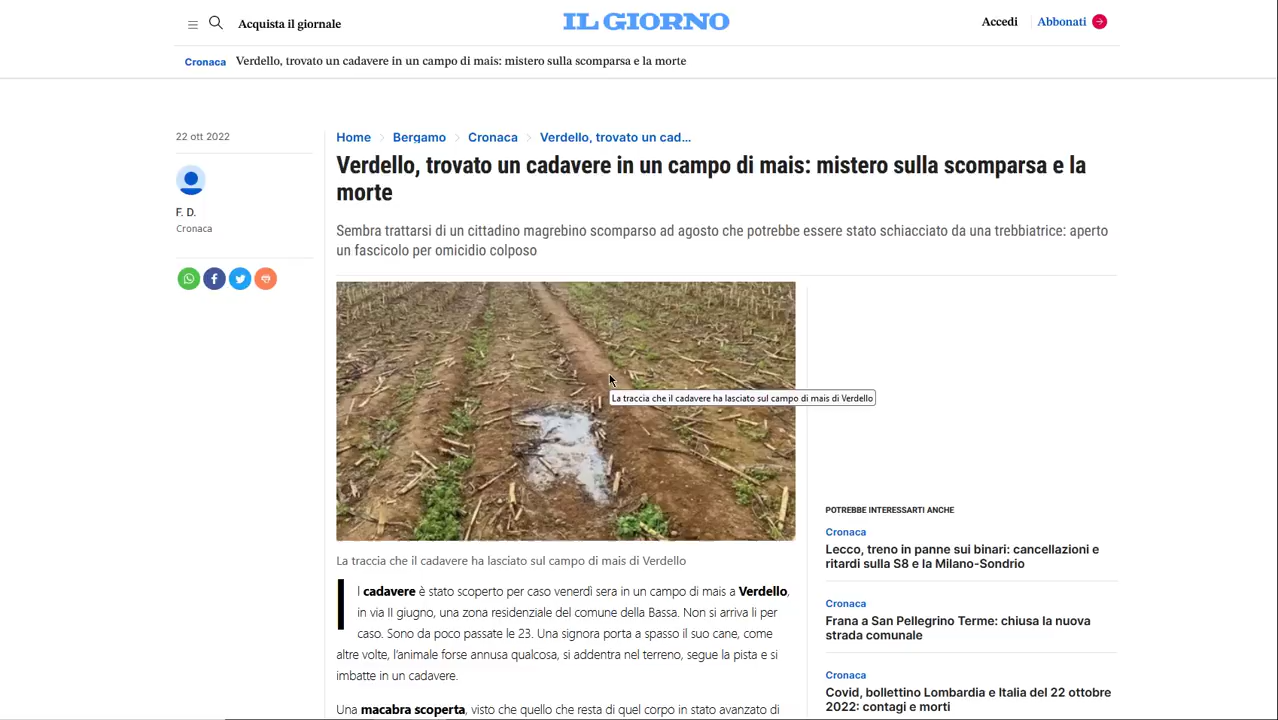 Acquista il giornale
IL GIORNO
Accedi
Abbonati
Cronaca Verdello, trovato un cadavere in un campo di mais: mistero sulla scomparsa e la morte
22 ott 2022
F. D.
Cronaca
Home Bergamo Cronaca Verdello, trovato un cad...
Verdello, trovato un cadavere in un campo di mais: mistero sulla scomparsa e la
morte
Sembra trattarsi di un cittadino magrebino scomparso ad agosto che potrebbe essere stato schiacciato da una trebbiatrice: aperto
un fascicolo per omicidio colposo
La traccia che il cadavere ha lasciato sul campo di mais di Verdello
La traccia che il cadavere ha lasciato sul campo di mais di Verdello
l cadavere è stato scoperto per caso venerdì sera in un campo di mais a Verdello,
in via II giugno, una zona residenziale del comune della Bassa. Non si arriva lì per
caso. Sono da poco passate le 23. Una signora porta a spasso il suo cane, come
altre volte, l'animale forse annusa qualcosa, si addentra nel terreno, segue la pista e si
imbatte in un cadavere.
Una macabra scoperta, visto che quello che resta di quel corpo in stato avanzato di
POTREBBE INTERESSARTI ANCHE
Cronaca
Lecco, treno in panne sui binari: cancellazioni e
ritardi sulla S8 e la Milano-Sondrio
Cronaca
Frana a San Pellegrino Terme: chiusa la nuova
strada comunale
Cronaca
Covid, bollettino Lombardia e Italia del 22 ottobre
2022: contagi e morti